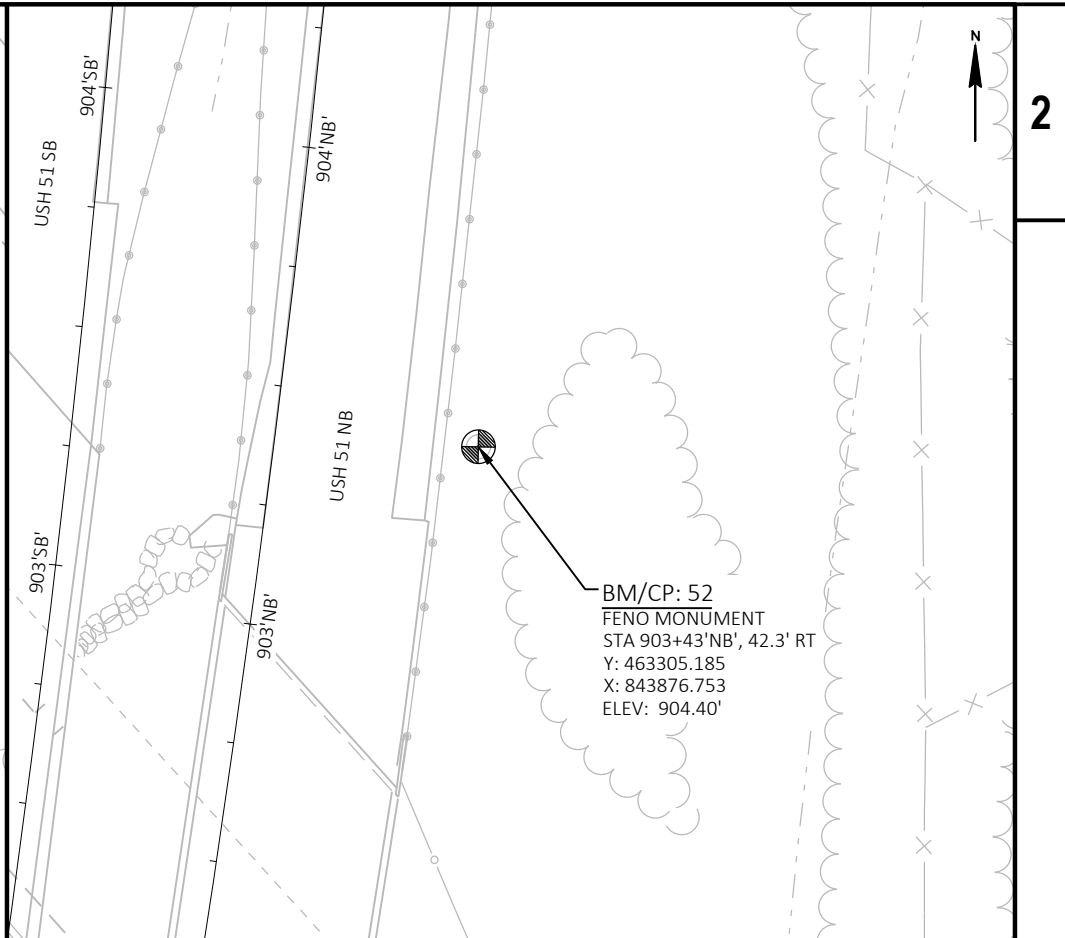 N
2
904'SB'
USH 51 SB
904'NB'
USH 51 NB
903'SB'
903'NB'
BM/CP: 52
FENO MONUMENT
STA 903+43'NB', 42.3' RT
Y: 463305.185
X: 843876.753
ELEV: 904.40'